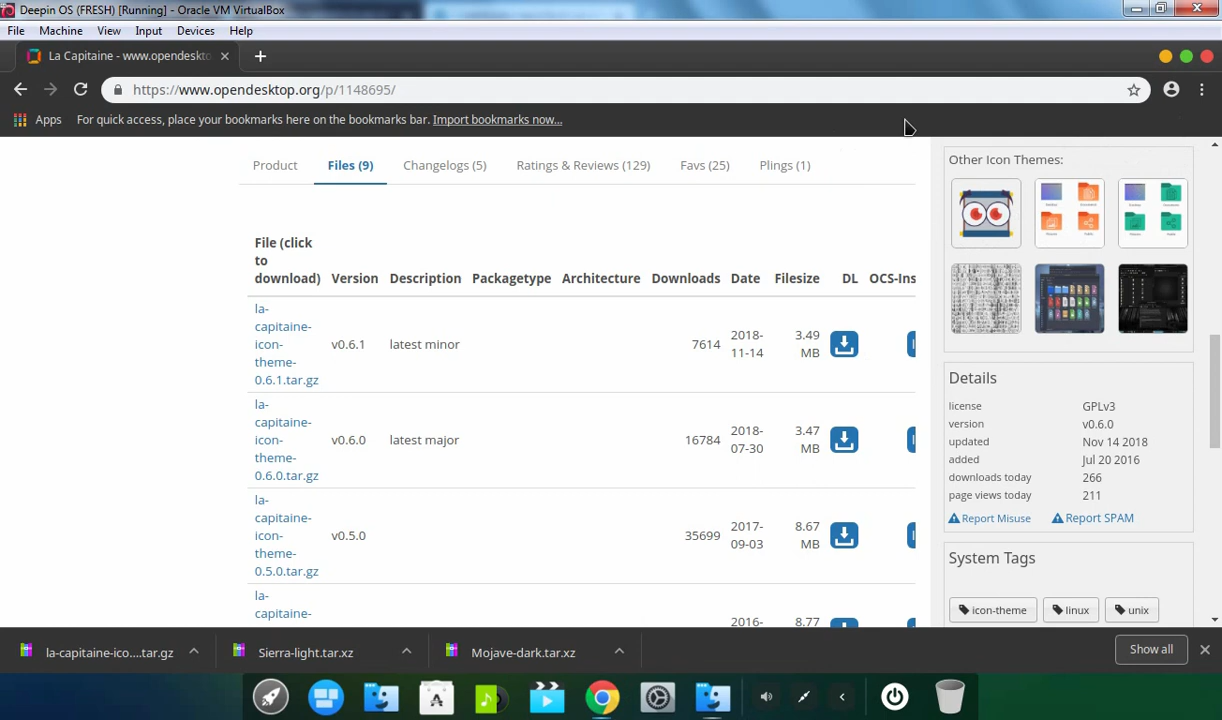 Deepin OS (FRESH) [Running] - Oracle VM VirtualBox
File Machine View Input Devices Help
La Capitaine - www.opendeskto
https://www.opendesktop.org/p/1148695/
Apps For quick access, place your bookmarks here on the bookmarks bar. Import bookmarks now...
Product Files (9) Changelogs (5) Ratings & Reviews (129) Favs (25) Plings (1)
File (click
to
download) Version Description Packagetype Architecture Downloads Date Filesize DL OCS-Ins
la-
capitaine-
icon-
theme-
0.6.1.tar.gz
v0.6.1 latest minor 7614 2018-
11-14 3.49
MB
la-
capitaine-
icon-
theme-
0.6.0.tar.gz
v0.6.0 latest major 16784 2018-
07-30 3.47
MB
la-
capitaine-
icon-
theme-
0.5.0.tar.gz
v0.5.0 35699 2017-
09-03 8.67
MB
la-
capitaine-
2016- 8.77
Other Icon Themes:
Details
license GPLv3
version v0.6.0
updated Nov 14 2018
added Jul 20 2016
downloads today 266
page views today 211
Report Misuse Report SPAM
System Tags
icon-theme linux unix
la-capitaine-ico....tar.gz Sierra-light.tar.xz Mojave-dark.tar.xz Show all